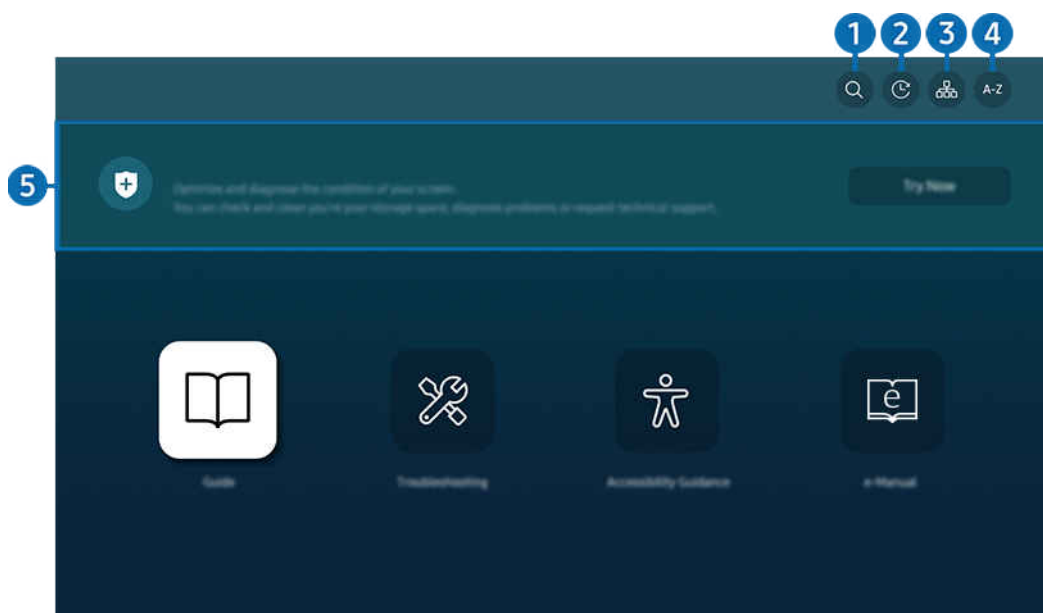 1 2 3 4
A-Z
5
Optimize and diagnose the condition of your screen.
You can check and clean you're your storage space, diagnose problems or request technical support.
Try Now
Guide
Troubleshooting
Accessibility Guidance
e-Manual